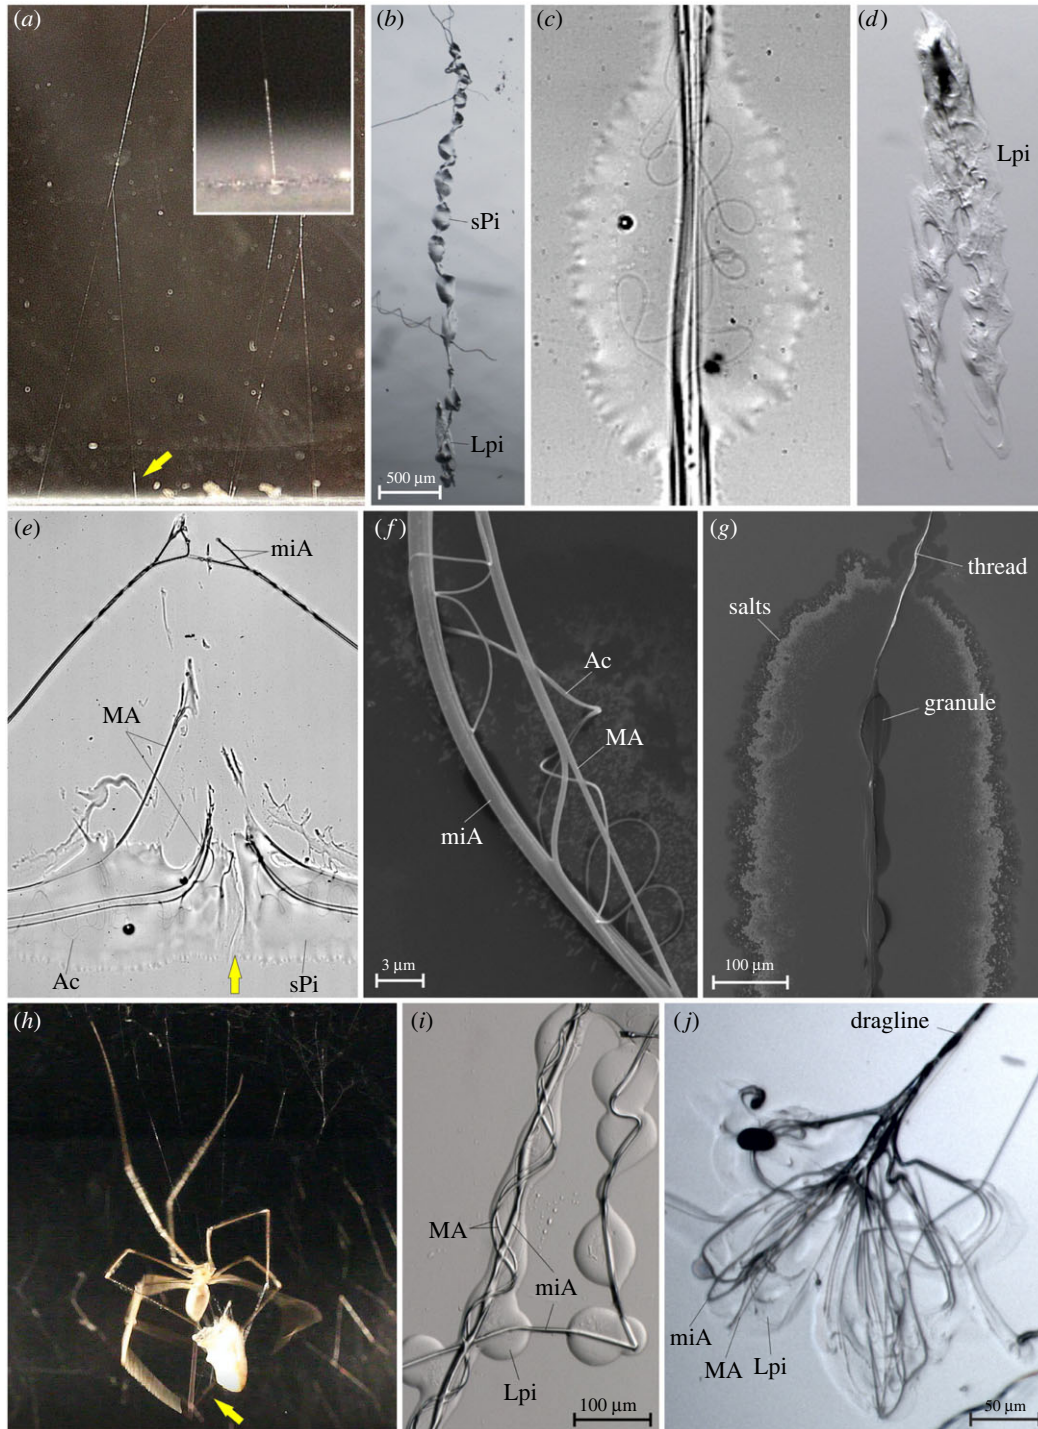 (a)
(b)
(c)
(d)
sPi
Lpi
500 µm
Lpi
(e)
(f)
(g)
miA
MA
Ac
sPi
Ac
MA
miA
3 µm
thread
salts
granule
100 µm
(h)
(i)
(j)
MA
miA
Lpi
100 µm
dragline
miA
MA
Lpi
50 µm